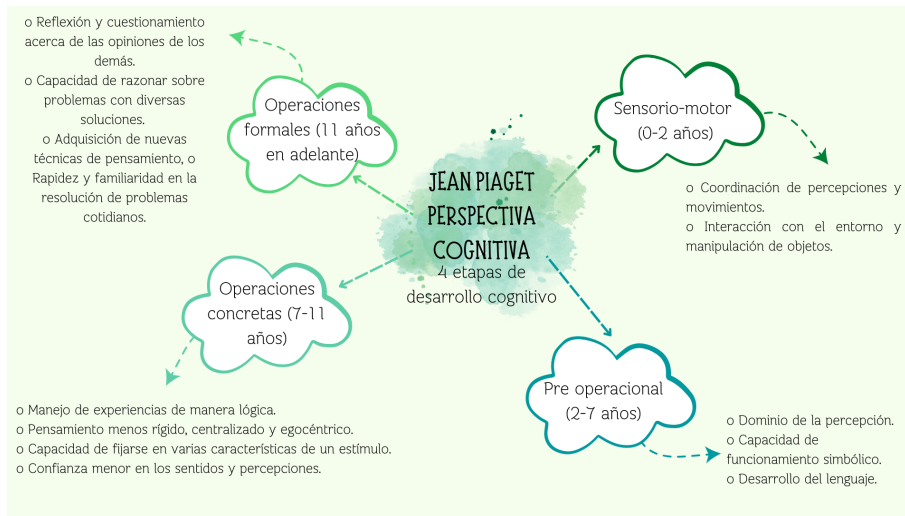 o Reflexión y cuestionamiento
acerca de las opiniones de los
demás.
o Capacidad de razonar sobre
problemas con diversas
soluciones.
o Adquisición de nuevas
técnicas de pensamiento, o
Rapidez y familiaridad en la
resolución de problemas
cotidianos.
Operaciones
formales (11 años
en adelante)
Sensorio-motor
(0-2 años)
o Coordinación de percepciones y
movimientos.
o Interacción con el entorno y
manipulación de objetos.
JEAN PIAGET
PERSPECTIVA
COGNITIVA
4 etapas de
desarrollo cognitivo
Operaciones
concretas (7-11
años)
o Manejo de experiencias de manera lógica.
o Pensamiento menos rígido, centralizado y egocéntrico.
o Capacidad de fijarse en varias características de un estímulo.
o Confianza menor en los sentidos y percepciones.
Pre operacional
(2-7 años)
o Dominio de la percepción.
o Capacidad de
funcionamiento simbólico.
o Desarrollo del lenguaje.